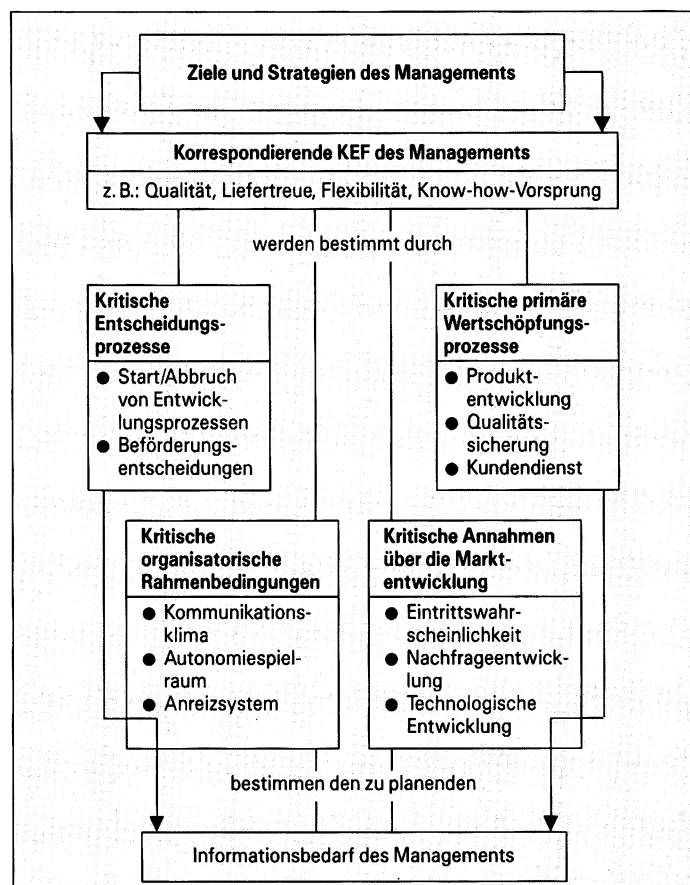 Ziele und Strategien des Managements
Korrespondierende KEF des Managements
z. B.: Qualität, Liefertreue, Flexibilität, Know-how-Vorsprung
werden bestimmt durch
Kritische
Entscheidungs-
prozesse
● Start/Abbruch
von Entwick-
lungsprozessen
● Beförderungs-
entscheidungen
Kritische primäre
Wertschöpfungs-
prozesse
● Produkt-
entwicklung
● Qualitäts-
sicherung
● Kundendienst
Kritische
organisatorische
Rahmenbedingungen
● Kommunikations-
klima
● Autonomiespiel-
raum
● Anreizsystem
Kritische Annahmen
über die Markt-
entwicklung
● Eintrittswahr-
scheinlichkeit
● Nachfrageentwick-
lung
● Technologische
Entwicklung
bestimmen den zu planenden
Informationsbedarf des Managements